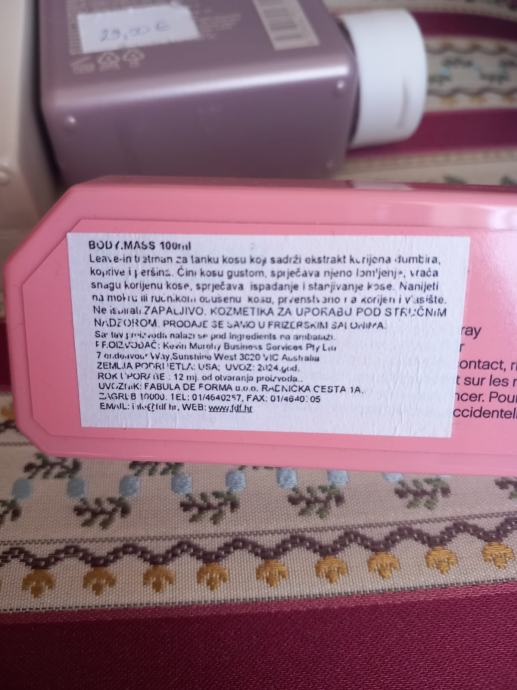 29,00 €
BODY.MASS 100ml
Leave-in tretman za tanku kosu koji sadrži ekstrakt korijena đumbira,
koprive i peršina. Čini kosu gustom, sprječava njeno lomljenje, vraća
snagu korijenu kose, sprječava ispadanje i stanjivanje kose. Nanijeti
na mokru ili ručnikom osušenu kosu, prvenstveno na korijen i vlasište.
Ne ispirati. ZAPALJIVO. KOZMETIKA ZA UPORABU POD STRUČNIM
NADZOROM. PRODAJE SE SAMO U FRIZERSKIM SALONIMA.
Sastav proizvoda nalazi se pod ingredients na ambalaži.
PROIZVOĐAČ: Kevin Murphy Business Services Pty Ltd
7 endeavour Way, Sunshine West 3020 VIC Australia
ZEMLJA PODRIJETLA: USA; UVOZ: 2024.god.
ROK UPORABE: 12 mj. od otvaranja proizvoda..
UVOZNIK: FABULA DE FORMA d.o.o. RADNIČKA CESTA 1A,
ZAGREB 10000. TEL: 01/4640257, FAX: 01/4640 05
EMAIL: info@fdf.hr, WEB: www.fdf.hr
ray
r
ontact, ri
t sur les
ncer. Pour
ccidentel